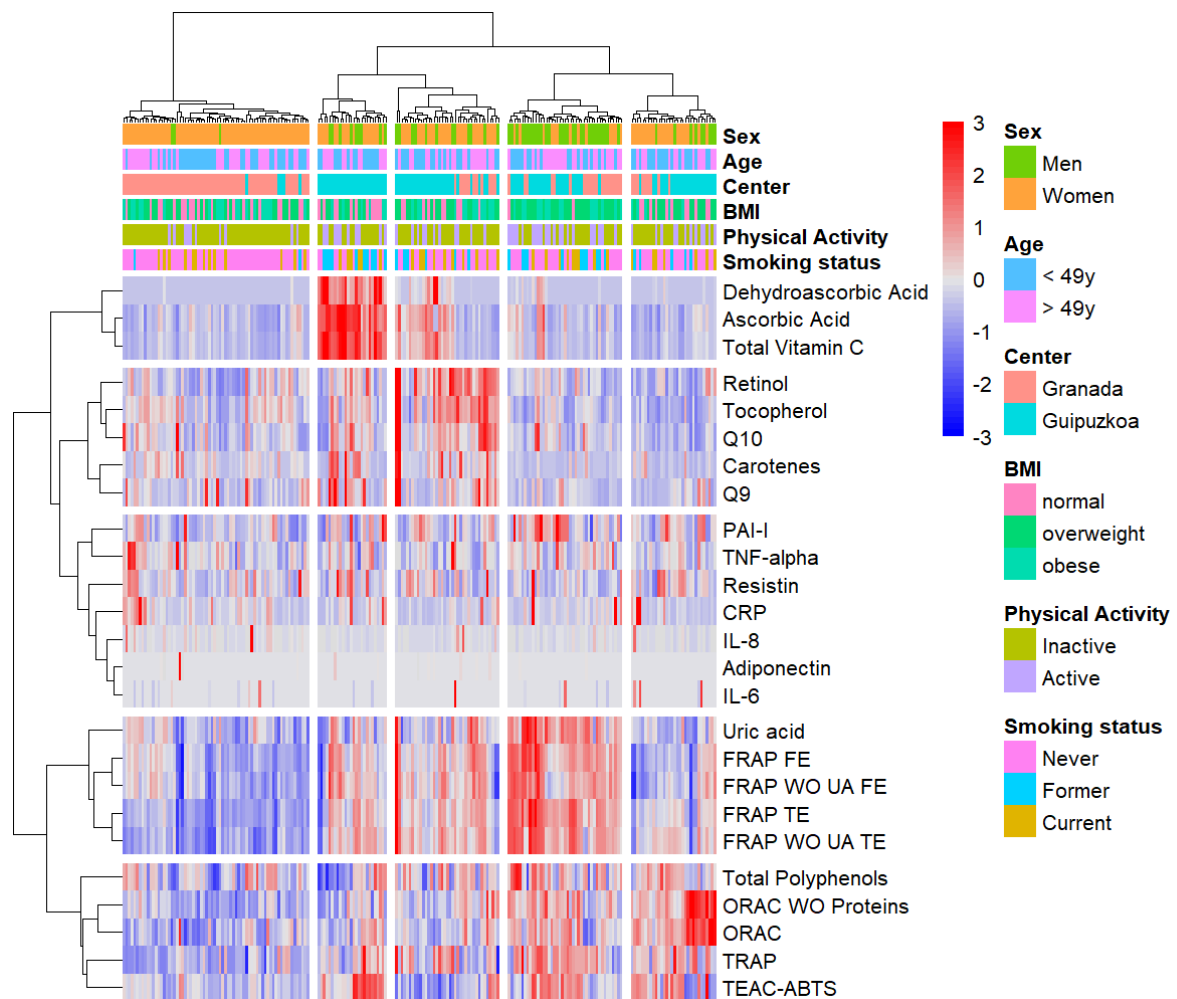 Sex
Age
Center
BMI
Physical Activity
Smoking status
Dehydroascorbic Acid
Ascorbic Acid
Total Vitamin C
Retinol
Tocopherol
Q10
Carotenes
Q9
PAI-I
TNF-alpha
Resistin
CRP
IL-8
Adiponectin
IL-6
Uric acid
FRAP FE
FRAP WO UA FE
FRAP TE
FRAP WO UA TE
Total Polyphenols
ORAC WO Proteins
ORAC
TRAP
TEAC-ABTS
3
2
1
0
-1
-2
-3
Sex
Men
Women
Age
< 49y
> 49y
Center
Granada
Guipuzkoa
BMI
normal
overweight
obese
Physical Activity
Inactive
Active
Smoking status
Never
Former
Current